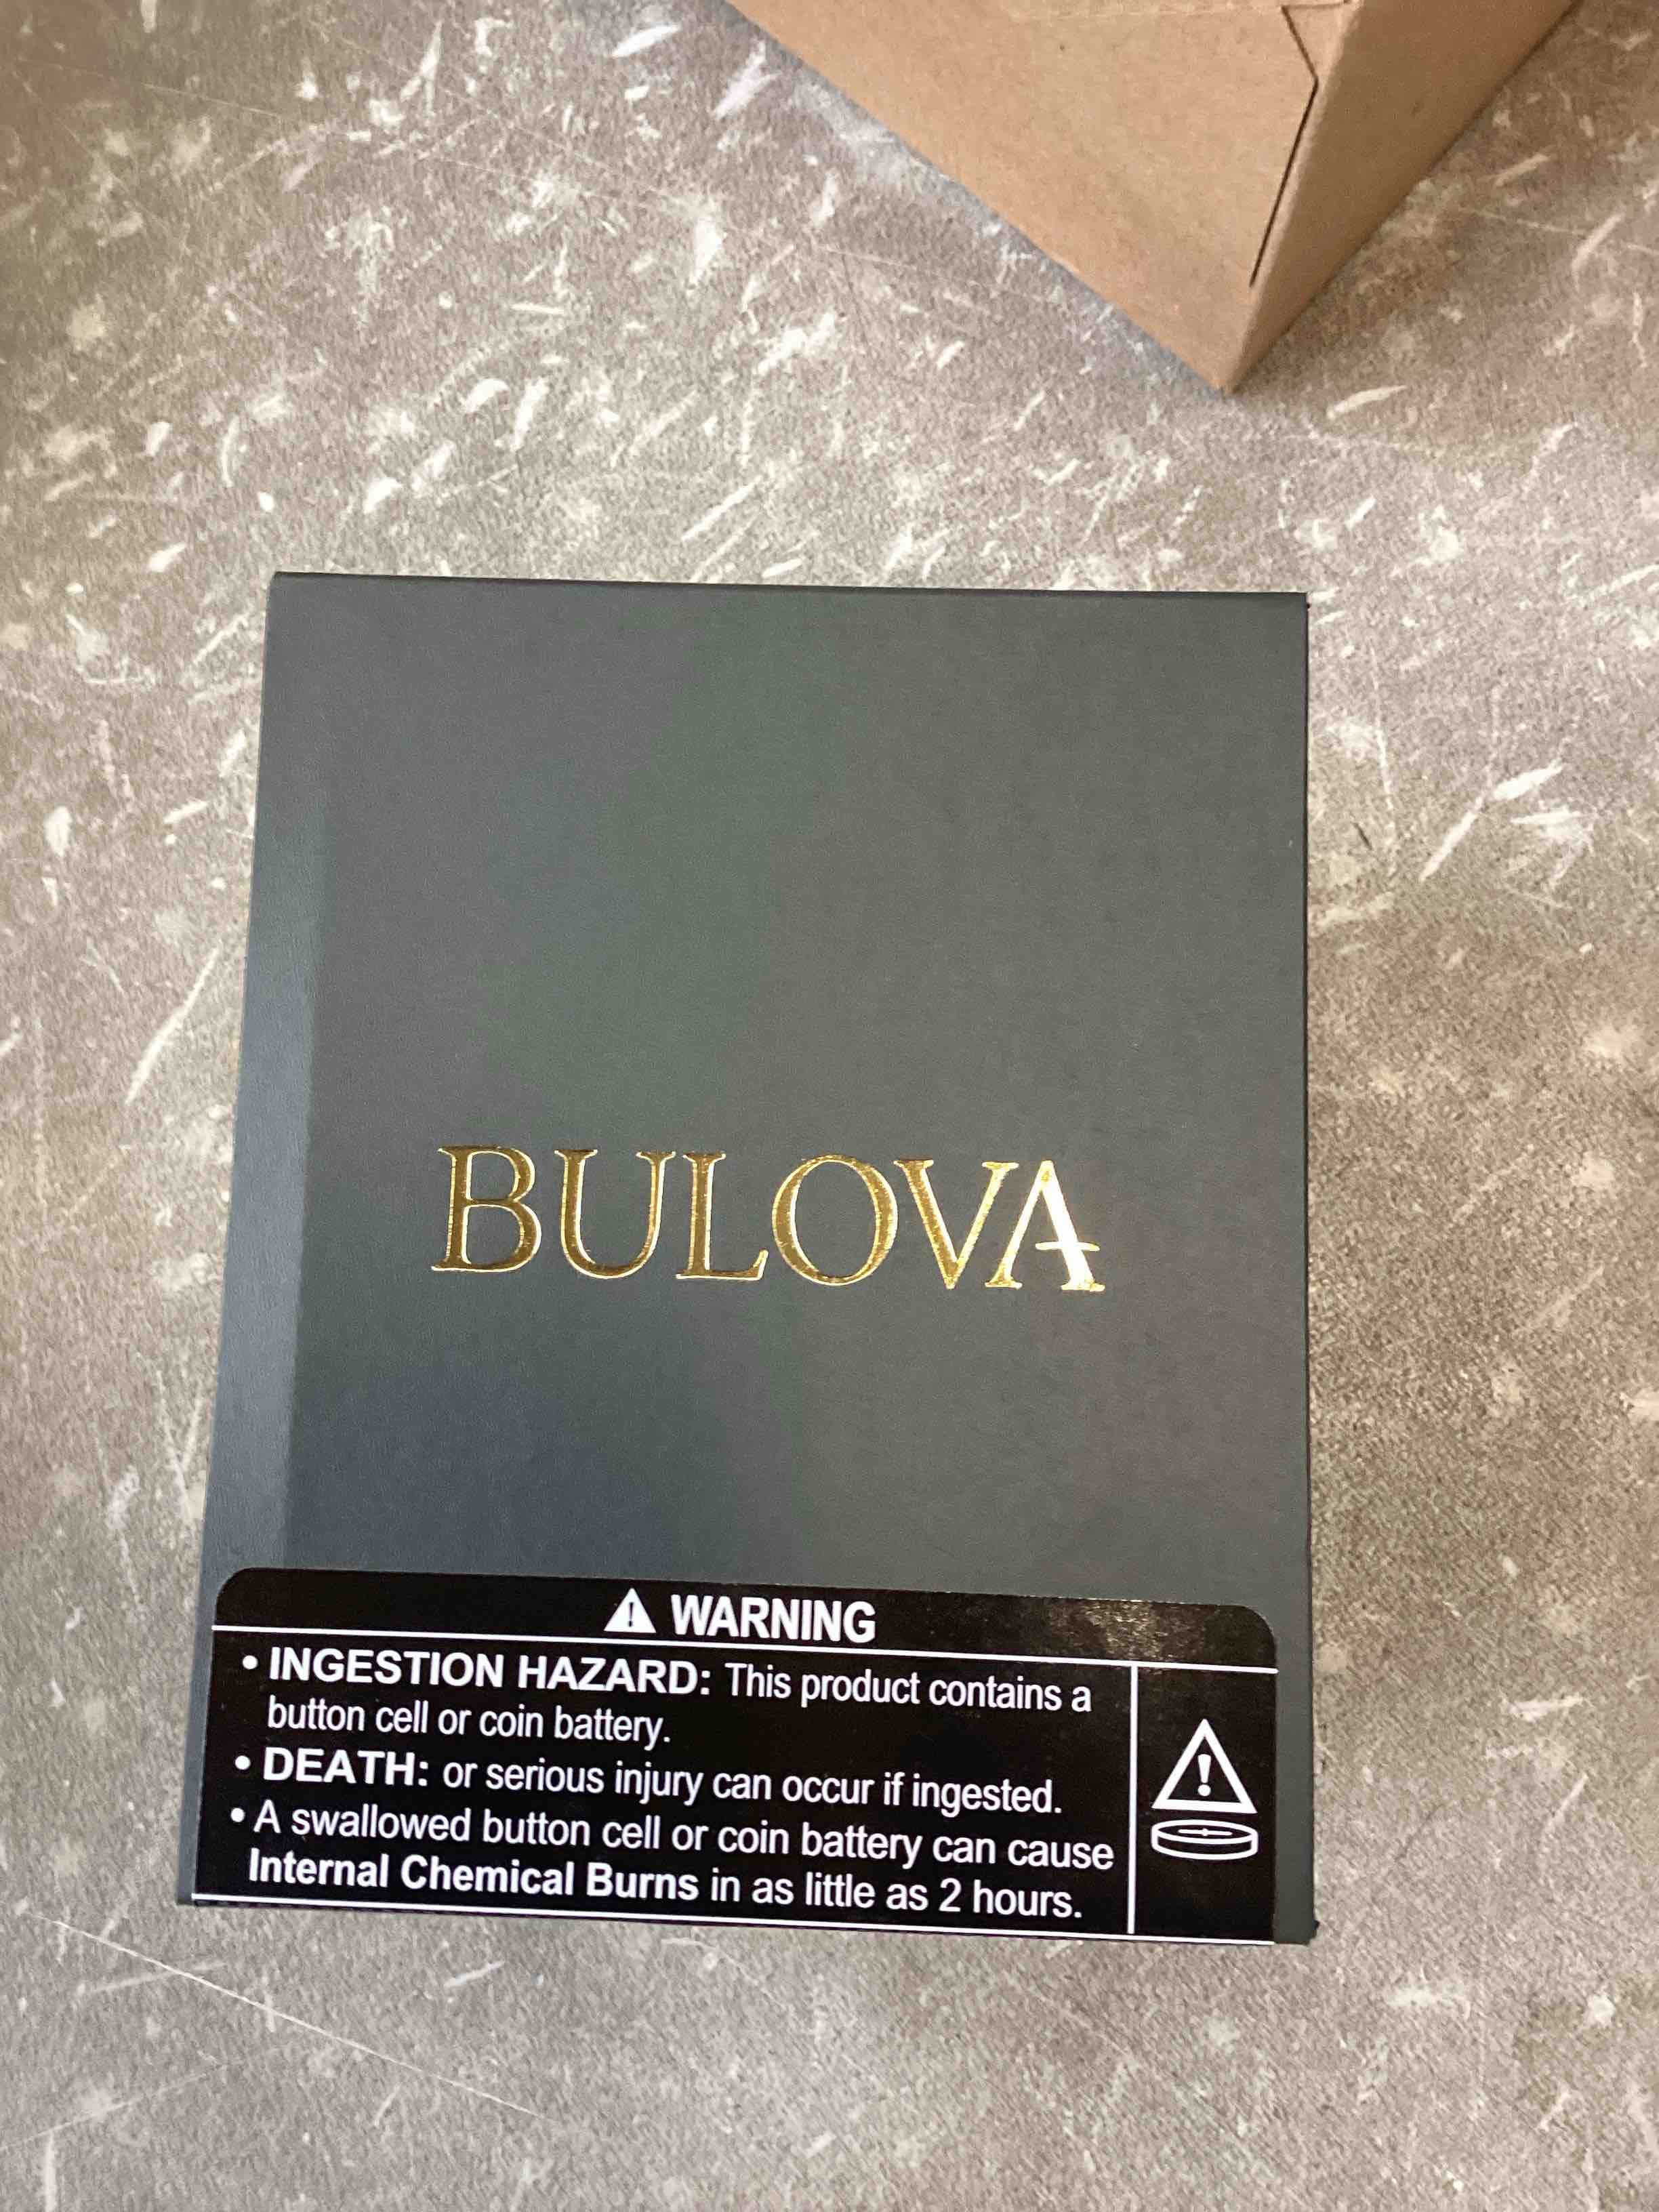 BULOVA
WARNING
• INGESTION HAZARD: This product contains a
button cell or coin battery.
• DEATH: or serious injury can occur if ingested.
• A swallowed button cell or coin battery can cause
Internal Chemical Burns in as little as 2 hours.